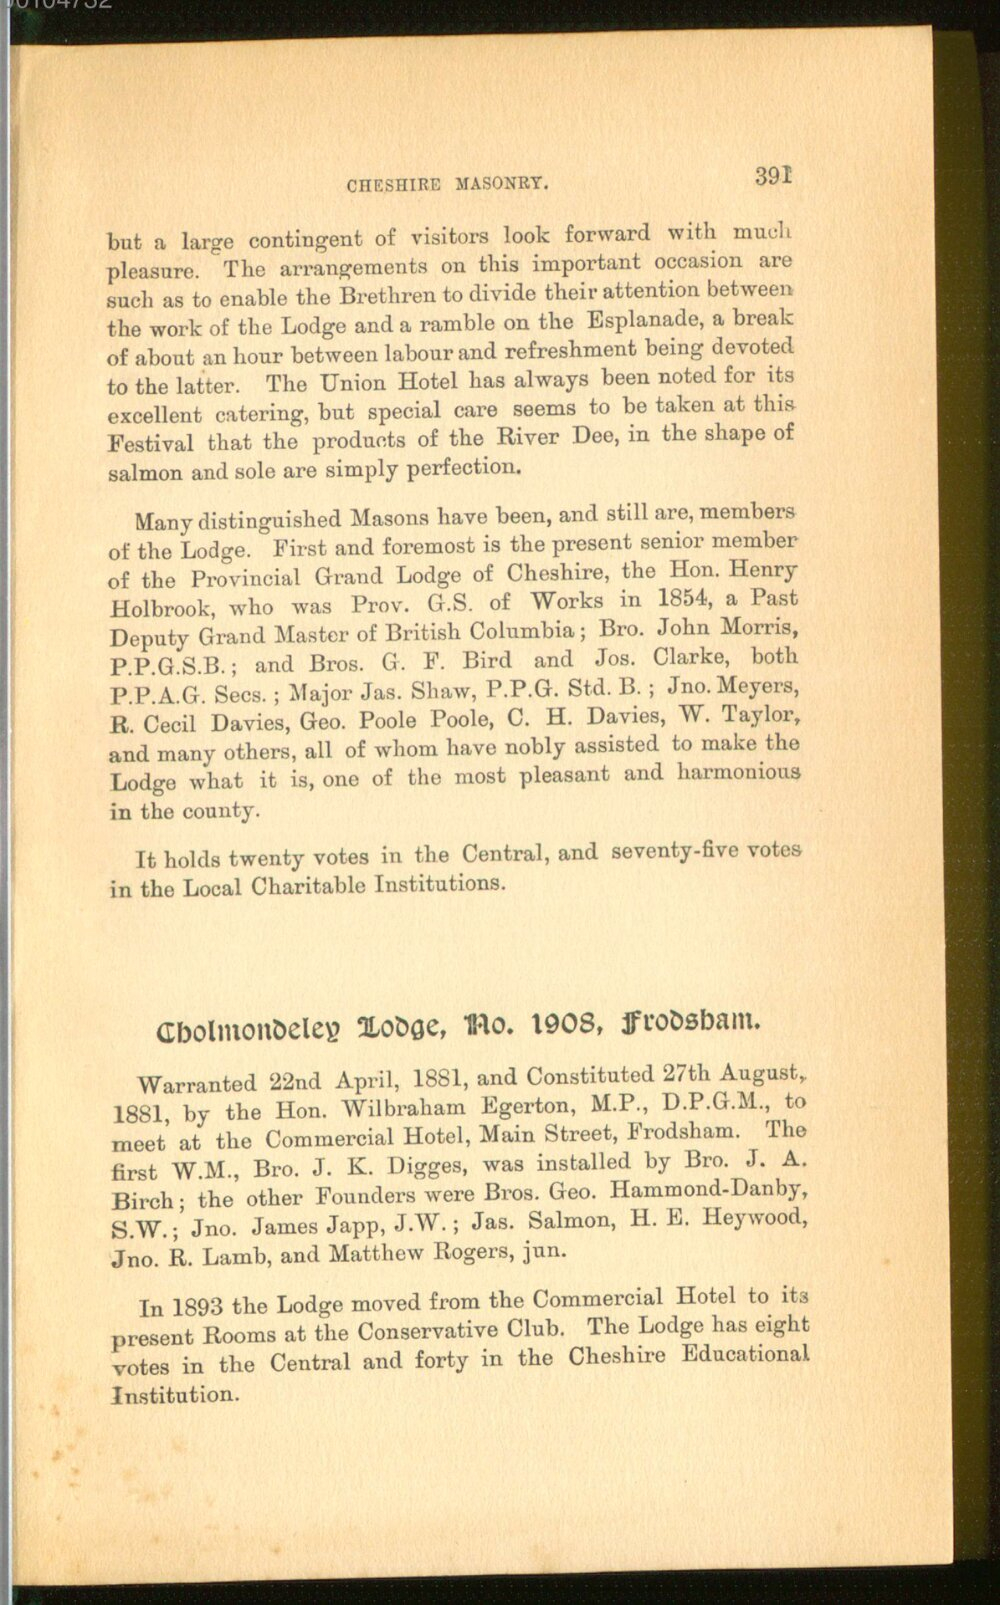 CHESHIRE MASONRY. 391
but a large contingent of visitors look forward with much
pleasure. The arrangements on this important occasion are
such as to enable the Brethren to divide their attention between
the work of the Lodge and a ramble on the Esplanade, a break
of about an hour between labour and refreshment being devoted
to the latter. The Union Hotel has always been noted for its
excellent catering, but special care seems to be taken at this
Festival that the products of the River Dee, in the shape of
salmon and sole are simply perfection.
Many distinguished Masons have been, and still are, members
of the Lodge. First and foremost is the present senior member
of the Provincial Grand Lodge of Cheshire, the Hon. Henry
Holbrook, who was Prov. G.S. of Works in 1854, a Past
Deputy Grand Master of British Columbia; Bro. John Morris,
P.P.G.S.B.; and Bros. G. F. Bird and Jos. Clarke, both
P.P.A.G. Secs.; Major Jas. Shaw, P.P.G. Std. B.; Jno. Meyers,
R. Cecil Davies, Geo. Poole Poole, C. H. Davies, W. Taylor,
and many others, all of whom have nobly assisted to make the
Lodge what it is, one of the most pleasant and harmonious
in the county.
It holds twenty votes in the Central, and seventy-five votes
in the Local Charitable Institutions.
Cholmondeley Lodge, No. 1908, Frodsham.
Warranted 22nd April, 1881, and Constituted 27th August,
1881, by the Hon. Wilbraham Egerton, M.P., D.P.G.M., to
meet at the Commercial Hotel, Main Street, Frodsham. The
first W.M., Bro. J. K. Digges, was installed by Bro. J. A.
Birch; the other Founders were Bros. Geo. Hammond-Danby,
S.W.; Jno. James Japp, J.W.; Jas. Salmon, H. E. Heywood,
Jno. R. Lamb, and Matthew Rogers, jun.
In 1893 the Lodge moved from the Commercial Hotel to its
present Rooms at the Conservative Club. The Lodge has eight
votes in the Central and forty in the Cheshire Educational
Institution.